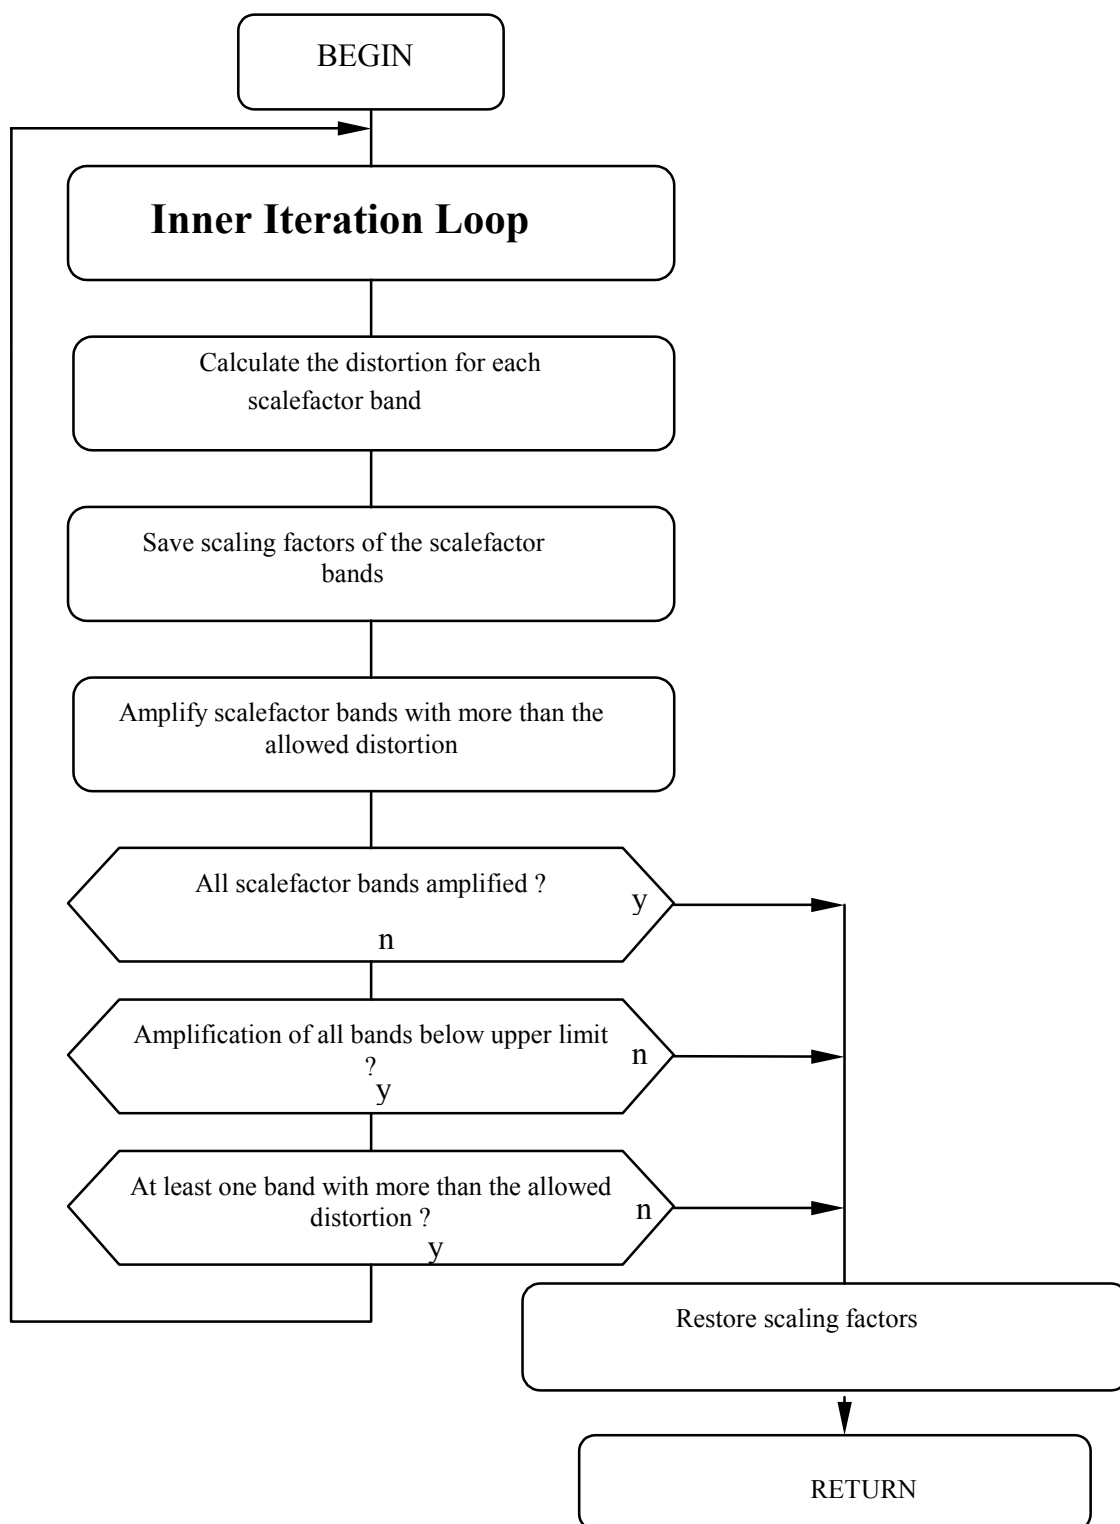 BEGIN
Inner Iteration Loop
Calculate the distortion for each
scalefactor band
Save scaling factors of the scalefactor
bands
Amplify scalefactor bands with more than the
allowed distortion
All scalefactor bands amplified ?
y
n
Amplification of all bands below upper limit
?
n
y
At least one band with more than the allowed
distortion ?
n
y
Restore scaling factors
RETURN